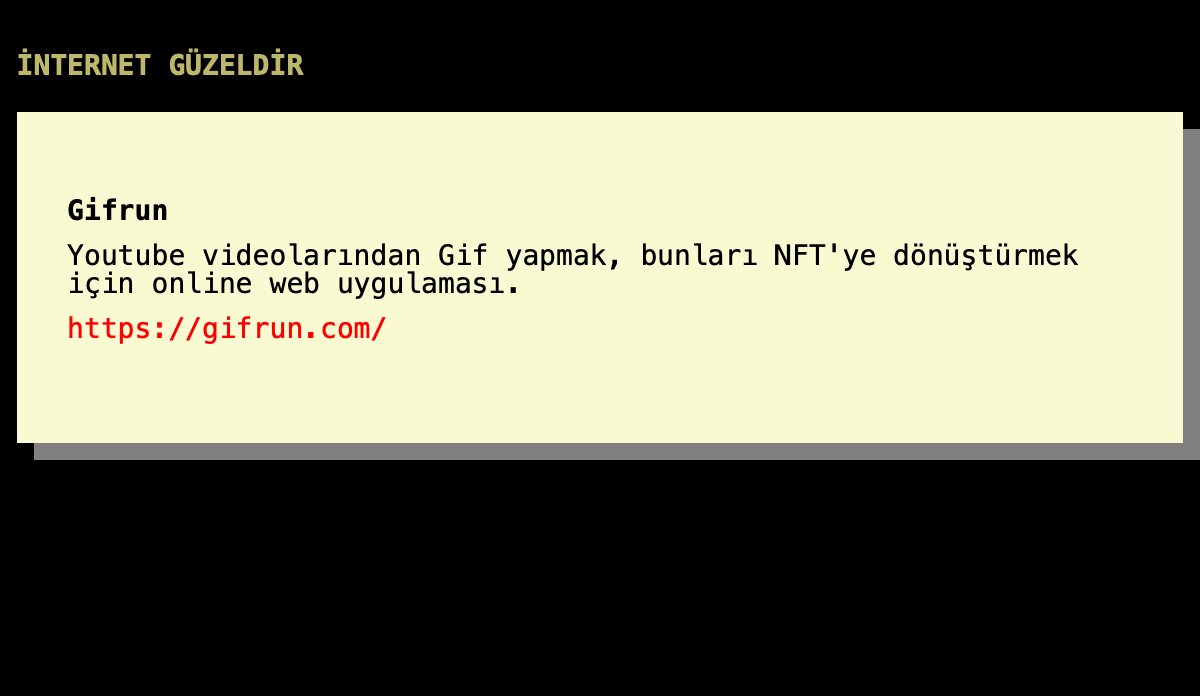 İNTERNET GÜZELDİR
Gifrun
Youtube videolarından Gif yapmak, bunları NFT'ye dönüştürmek
için online web uygulaması.
https://gifrun.com/